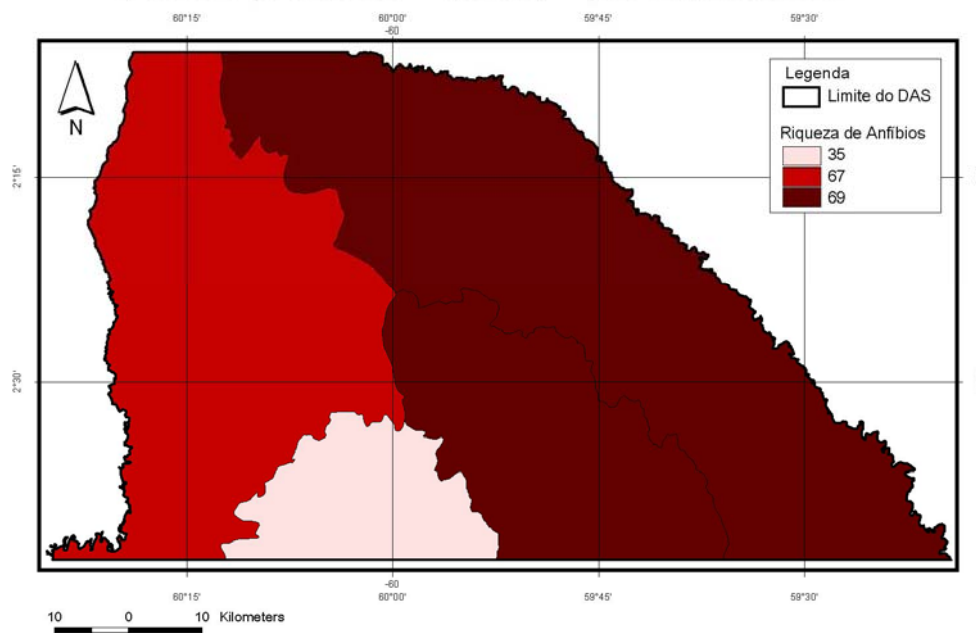 60°15' 60°00' 59°45' 59°30'
-60
N
Legenda
Limite do DAS
Riqueza de Anfíbios
35
67
69
2°15'
2°30'
-60
60°15' 60°00' 59°45' 59°30'
10 0 10 Kilometers